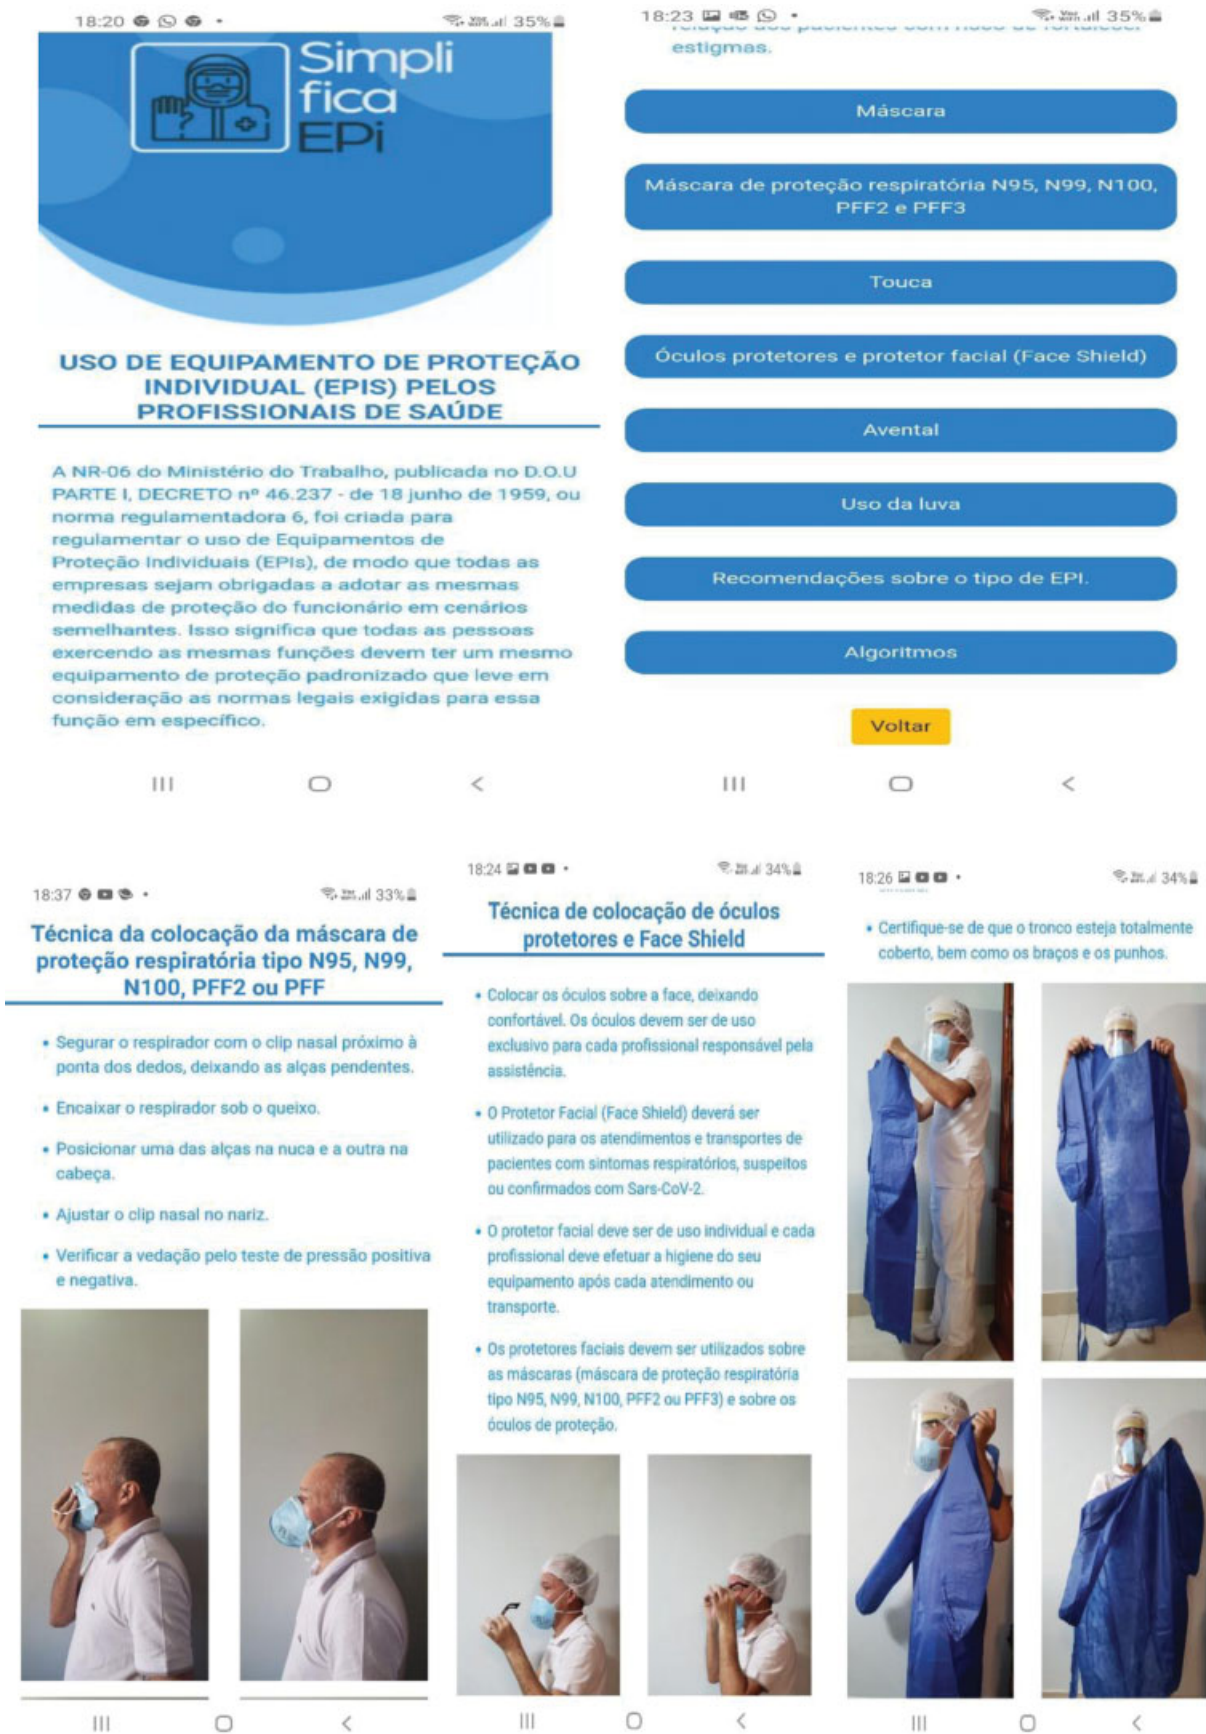 18:20
35%
Simpli
fica
EPi
USO DE EQUIPAMENTO DE PROTEÇÃO
INDIVIDUAL (EPIS) PELOS
PROFISSIONAIS DE SAÚDE
A NR-06 do Ministério do Trabalho, publicada no D.O.U
PARTE I, DECRETO nº 46.237 - de 18 junho de 1959, ou
norma regulamentadora 6, foi criada para
regulamentar o uso de Equipamentos de
Proteção Individuais (EPIs), de modo que todas as
empresas sejam obrigadas a adotar as mesmas
medidas de proteção do funcionário em cenários
semelhantes. Isso significa que todas as pessoas
exercendo as mesmas funções devem ter um mesmo
equipamento de proteção padronizado que leve em
consideração as normas legais exigidas para essa
função em específico.
18:23
35%
relação aos pacientes com risco de fortalecer
estigmas.
Máscara
Máscara de proteção respiratória N95, N99, N100,
PFF2 e PFF3
Touca
Óculos protetores e protetor facial (Face Shield)
Avental
Uso da luva
Recomendações sobre o tipo de EPI.
Algoritmos
Voltar
18:37
33%
Técnica da colocação da máscara de
proteção respiratória tipo N95, N99,
N100, PFF2 ou PFF
• Segurar o respirador com o clip nasal próximo à
ponta dos dedos, deixando as alças pendentes.
• Encaixar o respirador sob o queixo.
• Posicionar uma das alças na nuca e a outra na
cabeça.
• Ajustar o clip nasal no nariz.
• Verificar a vedação pelo teste de pressão positiva
e negativa.
18:24
34%
Técnica de colocação de óculos
protetores e Face Shield
• Colocar os óculos sobre a face, deixando
confortável. Os óculos devem ser de uso
exclusivo para cada profissional responsável pela
assistência.
• O Protetor Facial (Face Shield) deverá ser
utilizado para os atendimentos e transportes de
pacientes com sintomas respiratórios, suspeitos
ou confirmados com Sars-CoV-2.
• O protetor facial deve ser de uso individual e cada
profissional deve efetuar a higiene do seu
equipamento após cada atendimento ou
transporte.
• Os protetores faciais devem ser utilizados sobre
as máscaras (máscara de proteção respiratória
tipo N95, N99, N100, PFF2 ou PFF3) e sobre os
óculos de proteção.
18:26
34%
• Certifique-se de que o tronco esteja totalmente
coberto, bem como os braços e os punhos.